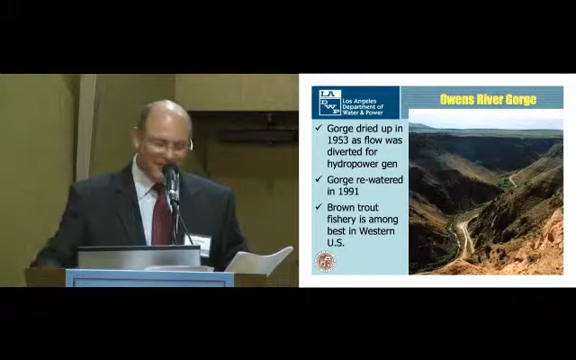 LA
DWP
Los Angeles
Department of
Water & Power
Owens River Gorge
✓ Gorge dried up in
1953 as flow was
diverted for
hydropower gen
✓ Gorge re-watered
in 1991
✓ Brown trout
fishery is among
best in Western
U.S.